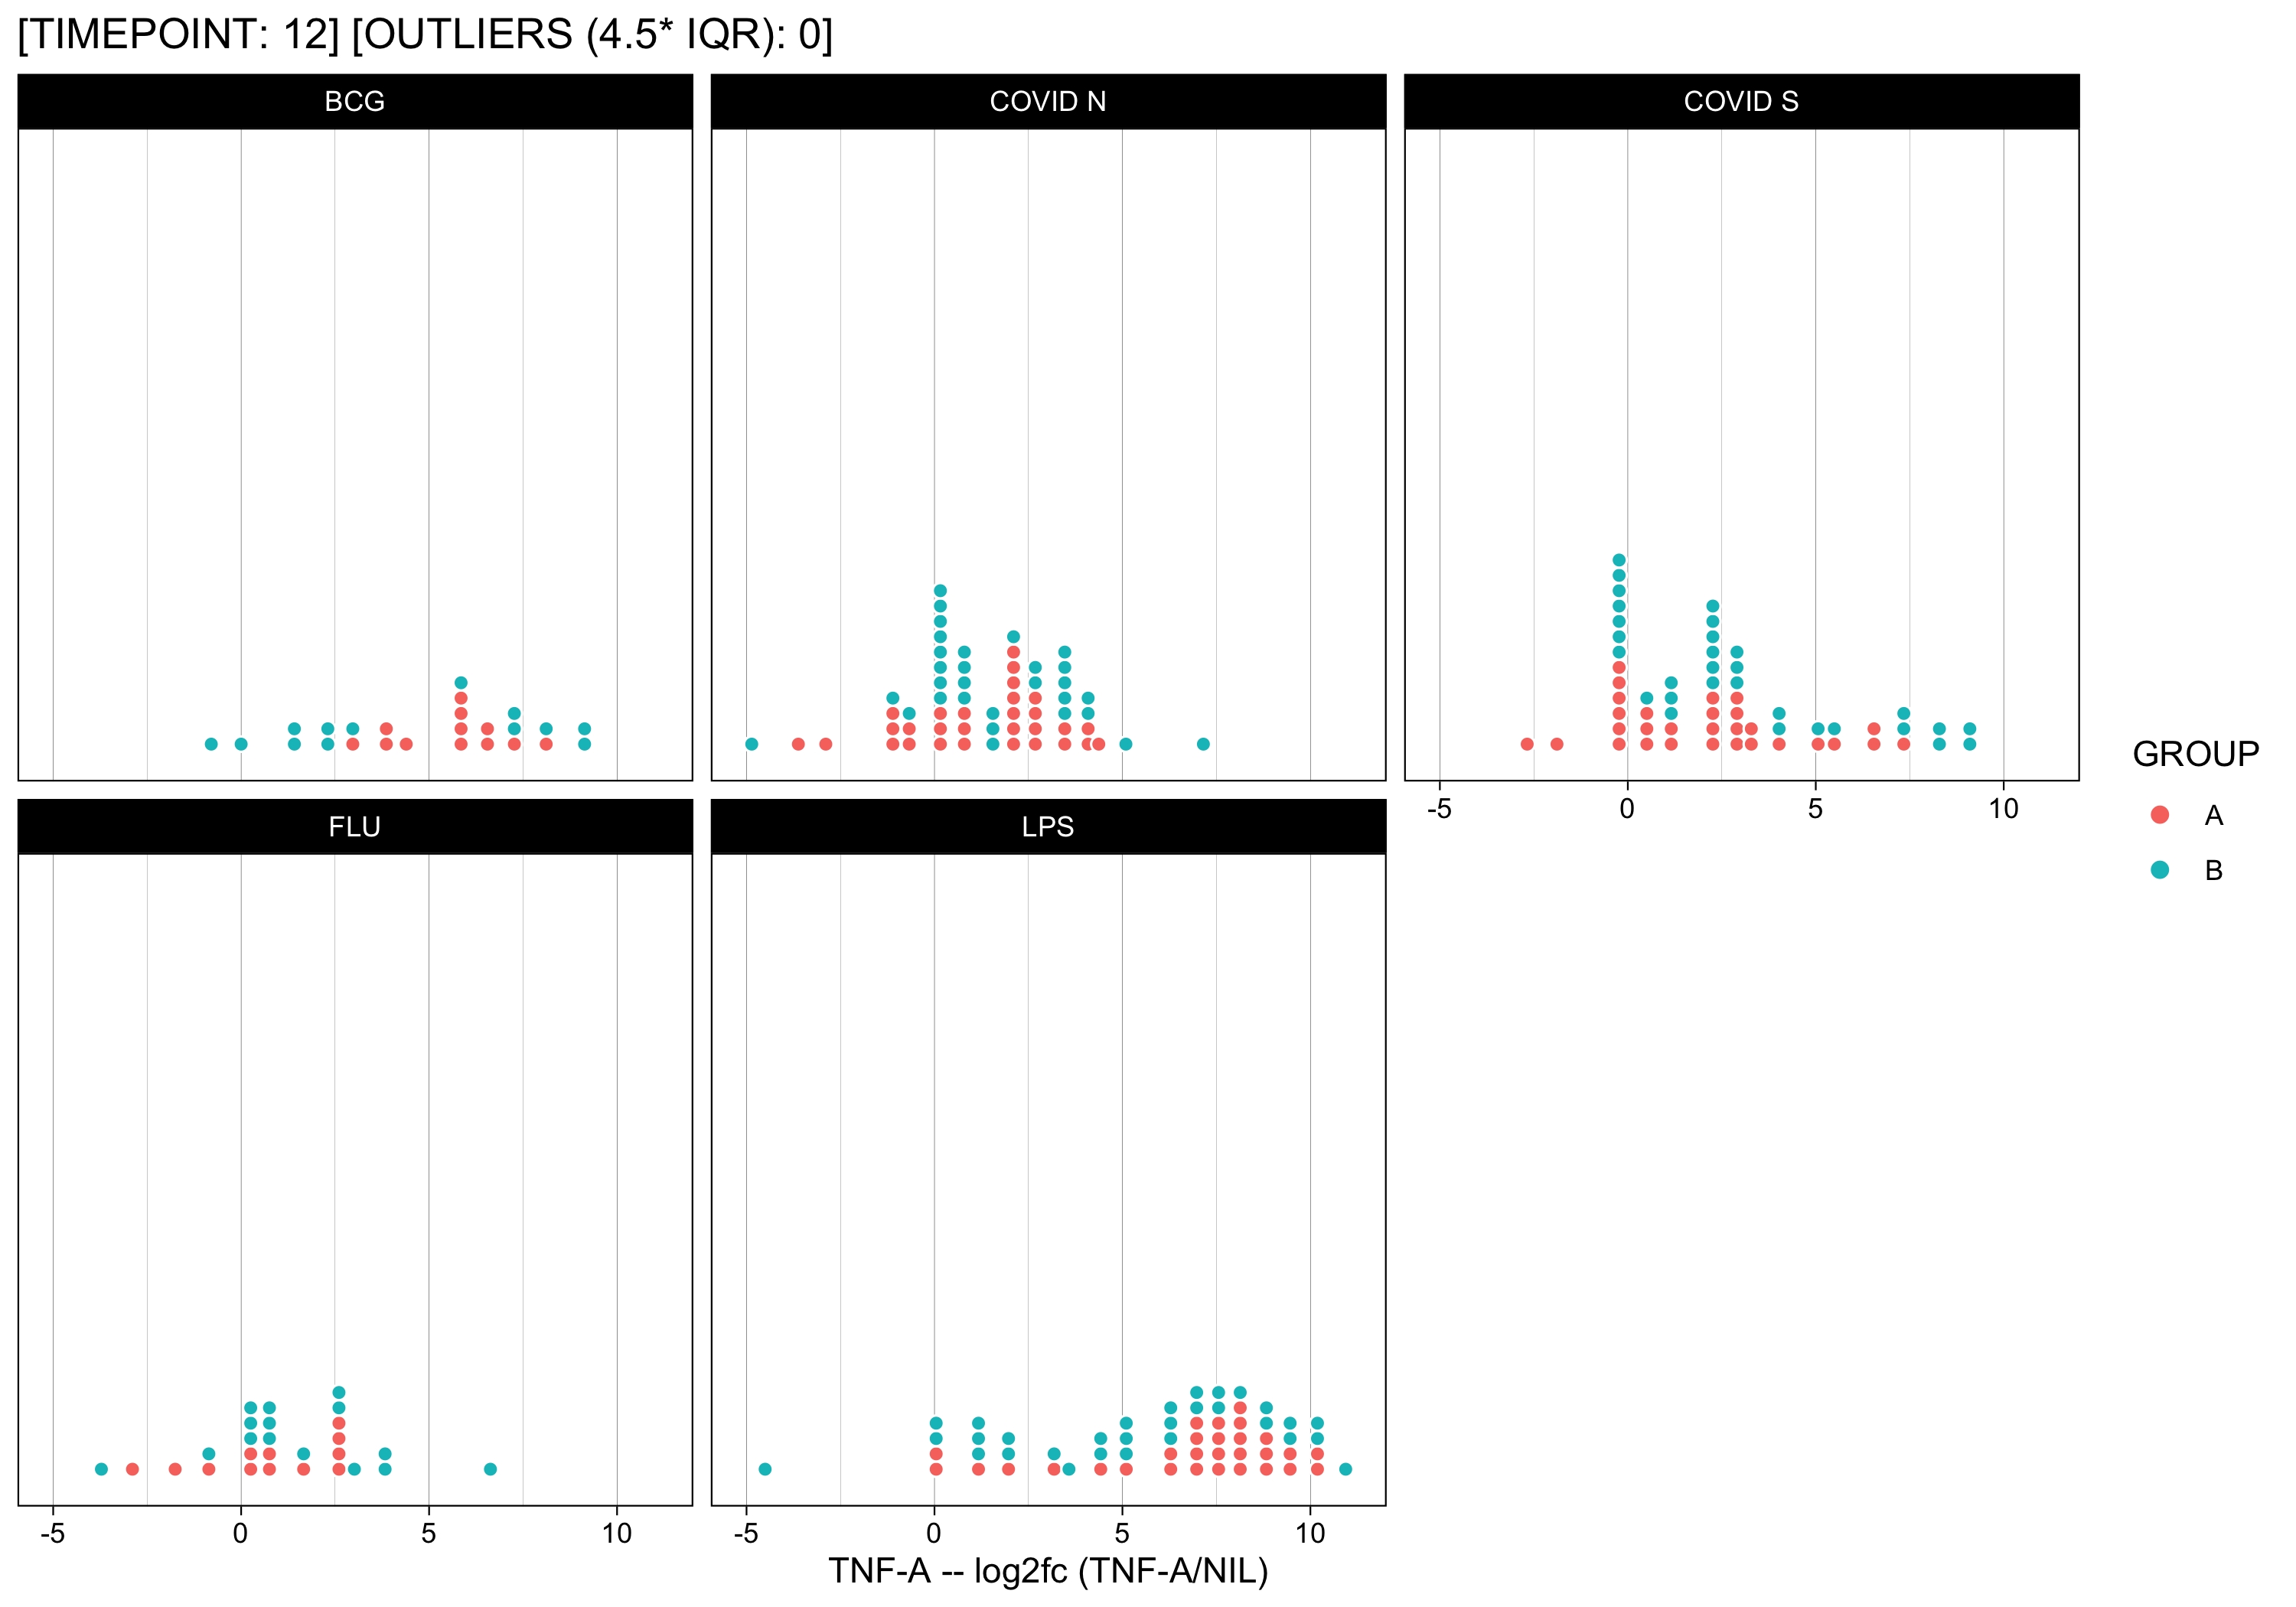 [TIMEPOINT: 12] [OUTLIERS (4.5* IQR): 0]
BCG
COVID N
COVID S
-5 0 5 10
FLU
LPS
GROUP
A
B
-5 0 5 10
-5 0 5 10
TNF-A -- log2fc (TNF-A/NIL)